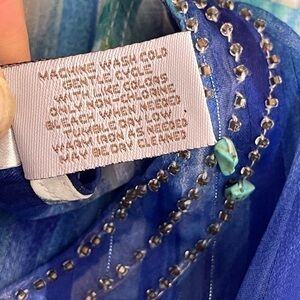 MACHINE WASH COLD
GENTLE CYCLE
WITH LIKE COLORS
ONLY NON-CHLORINE
BLEACH WHEN NEEDED
TUMBLE DRY LOW
WARM IRON AS NEEDED
MAY BE DRY CLEANED